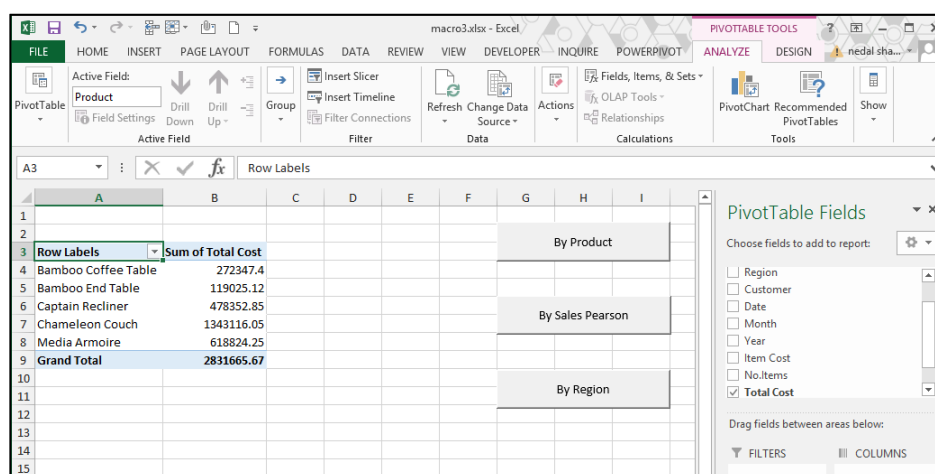 macro3.xlsx - Excel
PIVOTTABLE TOOLS
?
FILE HOME INSERT PAGE LAYOUT FORMULAS DATA REVIEW VIEW DEVELOPER INQUIRE POWERPIVOT ANALYZE DESIGN nedal sha...
PivotTable
Active Field:
Product
Field Settings
Drill Down
Drill Up
Active Field
Group
Insert Slicer
Insert Timeline
Filter Connections
Filter
Refresh
Change Data Source
Data
Actions
Fields, Items, & Sets
OLAP Tools
Relationships
Calculations
PivotChart
Recommended PivotTables
Tools
Show
A3 fx Row Labels
A B C D E F G H I
1
2
3 Row Labels Sum of Total Cost
4 Bamboo Coffee Table 272347.4
5 Bamboo End Table 119025.12
6 Captain Recliner 478352.85
7 Chameleon Couch 1343116.05
8 Media Armoire 618824.25
9 Grand Total 2831665.67
10
11
12
13
14
15
By Product
By Sales Pearson
By Region
PivotTable Fields
Choose fields to add to report:
Region
Customer
Date
Month
Year
Item Cost
No.Items
Total Cost
Drag fields between areas below:
FILTERS
COLUMNS